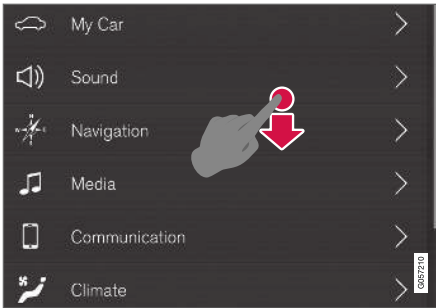 My Car
Sound
Navigation
Media
Communication
Climate
G057210